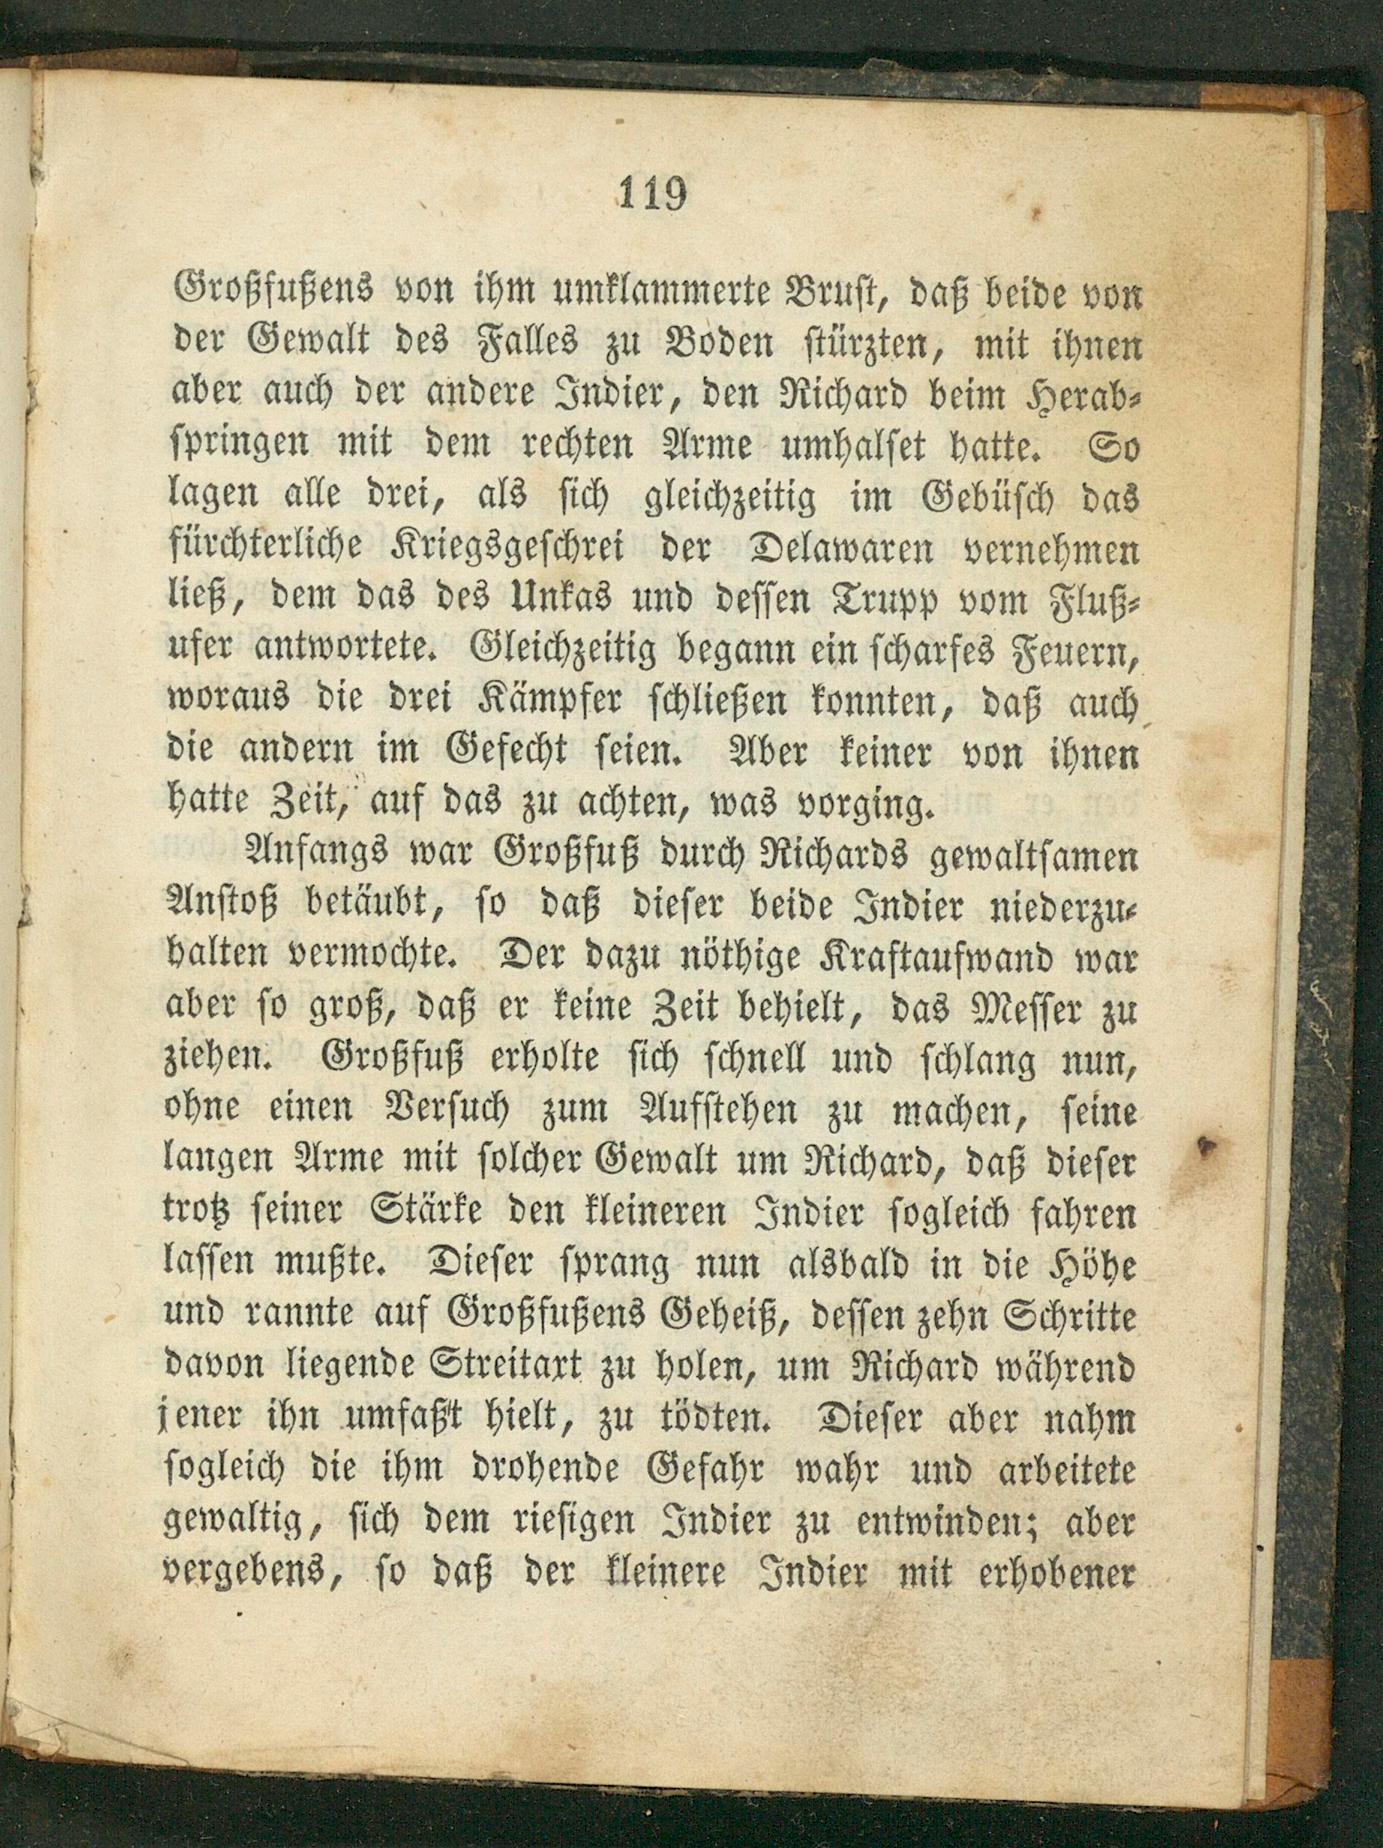 119
Großfußens von ihm umklammerte Brust, daß beide von
der Gewalt des Falles zu Boden stürzten, mit ihnen
aber auch der andere Indier, den Richard beim Herab-
springen mit dem rechten Arme umhalset hatte. So
lagen alle drei, als sich gleichzeitig im Gebüsch das
fürchterliche Kriegsgeschrei der Delawaren vernehmen
ließ, dem das des Unkas und dessen Trupp vom Fluß-
ufer antwortete. Gleichzeitig begann ein scharfes Feuern,
woraus die drei Kämpfer schließen konnten, daß auch
die andern im Gefecht seien. Aber keiner von ihnen
hatte Zeit, auf das zu achten, was vorging.
Anfangs war Großfuß durch Richards gewaltsamen
Anstoß betäubt, so daß dieser beide Indier niederzu-
halten vermochte. Der dazu nöthige Kraftaufwand war
aber so groß, daß er keine Zeit behielt, das Messer zu
ziehen. Großfuß erholte sich schnell und schlang nun,
ohne einen Versuch zum Aufstehen zu machen, seine
langen Arme mit solcher Gewalt um Richard, daß dieser
trotz seiner Stärke den kleineren Indier sogleich fahren
lassen mußte. Dieser sprang nun alsbald in die Höhe
und rannte auf Großfußens Geheiß, dessen zehn Schritte
davon liegende Streitaxt zu holen, um Richard während
jener ihn umfaß't hielt, zu tödten. Dieser aber nahm
sogleich die ihm drohende Gefahr wahr und arbeitete
gewaltig, sich dem riesigen Indier zu entwinden; aber
vergebens, so daß der kleinere Indier mit erhobener